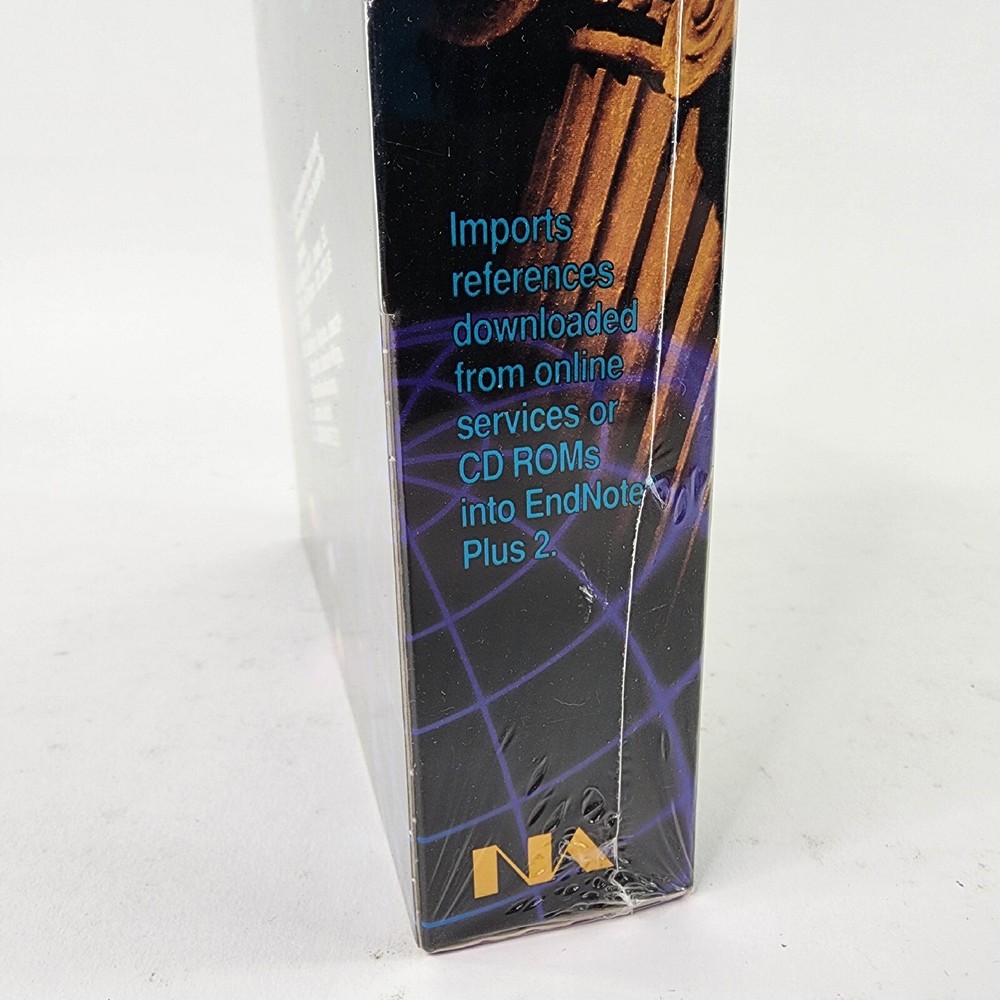 Imports
references
downloaded
from online
services or
CD ROMs
into EndNote
Plus 2.
NA